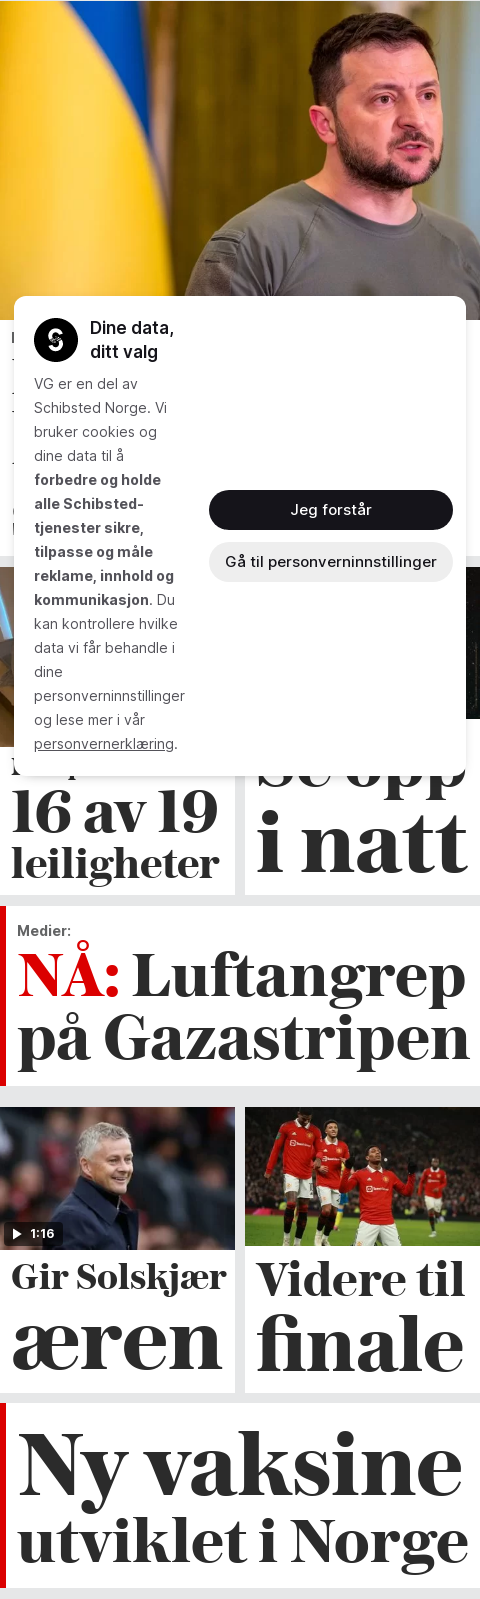 Dine data,
ditt valg
VG er en del av
Schibsted Norge. Vi
bruker cookies og
dine data til å
forbedre og holde
alle Schibsted-
tjenester sikre,
tilpasse og måle
reklame, innhold og
kommunikasjon. Du
kan kontrollere hvilke
data vi får behandle i
dine
personverninnstillinger
og lese mer i vår
personvernerklæring.
Jeg forstår
Gå til personverninnstillinger
16 av 19
leiligheter
Se opp
i natt
Medier:
NÅ: Luftangrep
på Gazastripen
1:16
Gir Solskjær
æren
Videre til
finale
Ny vaksine
utviklet i Norge